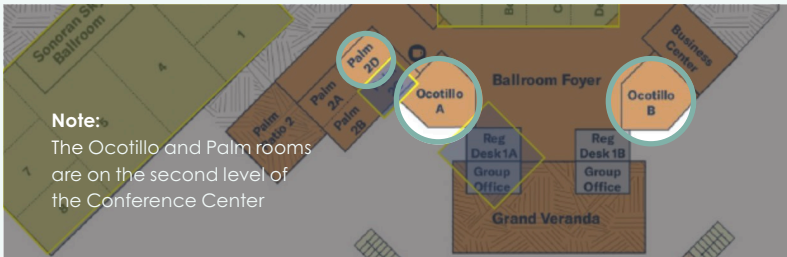 Sonoran Sky
Ballroom
1
4
5
7
8
Palm
2D
Palm
2A
Palm
2B
Palm
Patio 2
2
Ocotillo
A
Ballroom Foyer
Ocotillo
B
Business
Center
Reg
Desk 1A
Group
Office
Reg
Desk 1B
Group
Office
Grand Veranda
Note:
The Ocotillo and Palm rooms
are on the second level of
the Conference Center